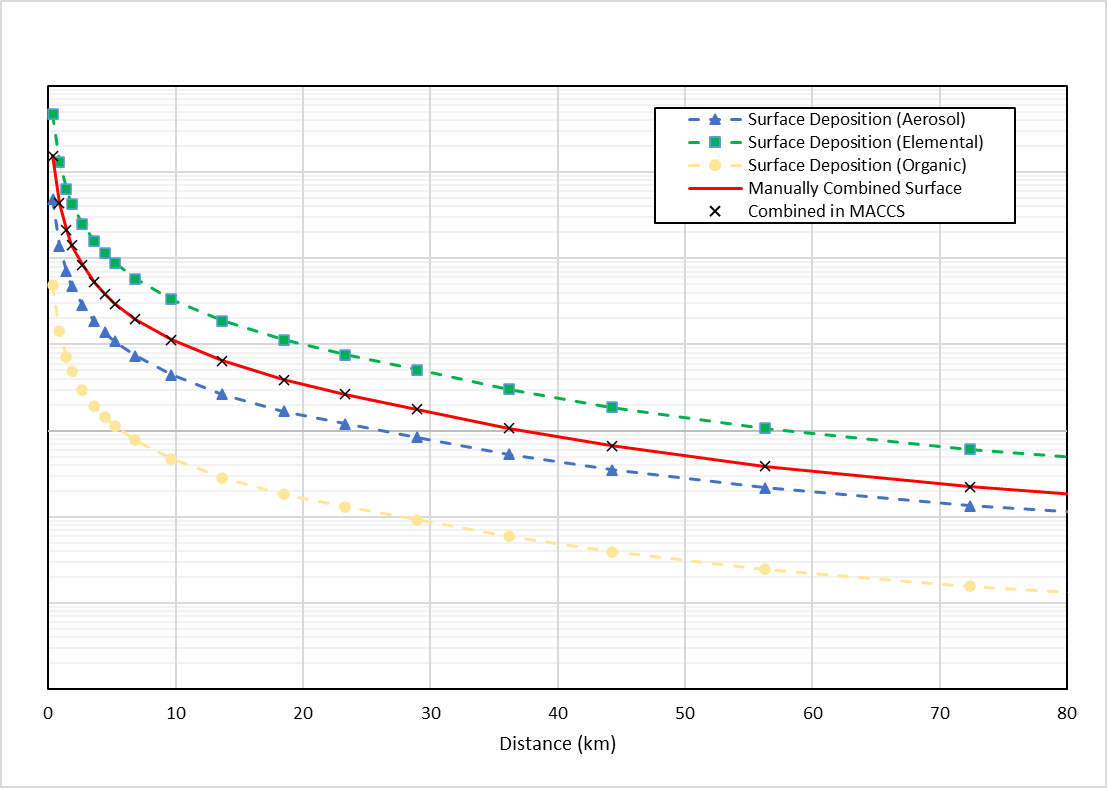 Surface Deposition (Aerosol)
Surface Deposition (Elemental)
Surface Deposition (Organic)
Manually Combined Surface
Combined in MACCS
0 10 20 30 40 50 60 70 80
Distance (km)